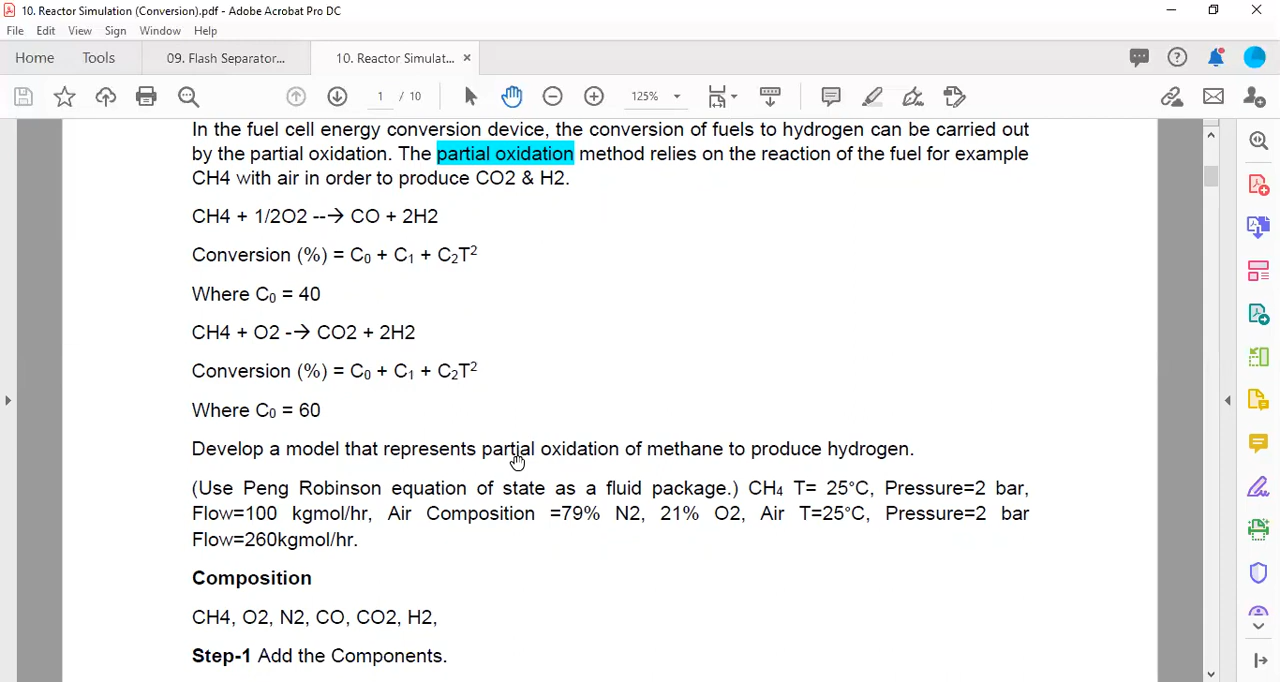 10. Reactor Simulation (Conversion).pdf - Adobe Acrobat Pro DC
File Edit View Sign Window Help
Home Tools 09. Flash Separator... 10. Reactor Simulat... ×
1 / 10 125%
In the fuel cell energy conversion device, the conversion of fuels to hydrogen can be carried out
by the partial oxidation. The partial oxidation method relies on the reaction of the fuel for example
CH4 with air in order to produce CO2 & H2.
CH4 + 1/2O2 --→ CO + 2H2
Conversion (%) = C₀ + C₁ + C₂T²
Where C₀ = 40
CH4 + O2 -→ CO2 + 2H2
Conversion (%) = C₀ + C₁ + C₂T²
Where C₀ = 60
Develop a model that represents partial oxidation of methane to produce hydrogen.
(Use Peng Robinson equation of state as a fluid package.) CH₄ T= 25°C, Pressure=2 bar,
Flow=100 kgmol/hr, Air Composition =79% N2, 21% O2, Air T=25°C, Pressure=2 bar
Flow=260kgmol/hr.
Composition
CH4, O2, N2, CO, CO2, H2,
Step-1 Add the Components.